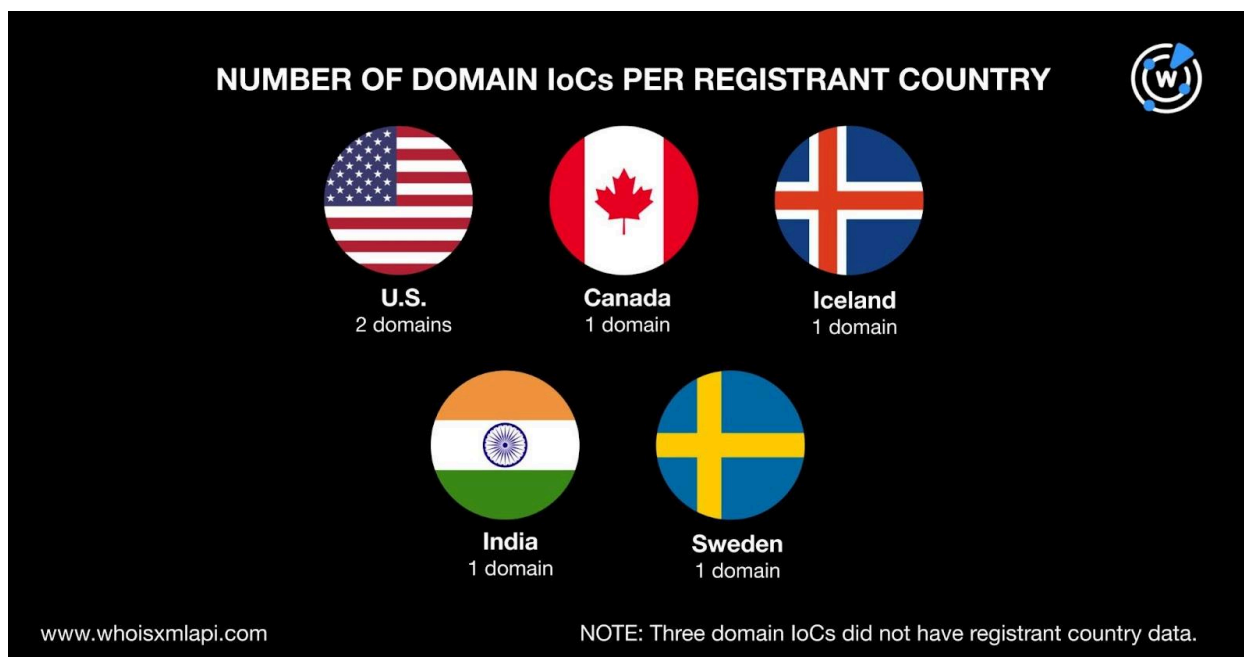 NUMBER OF DOMAIN IoCs PER REGISTRANT COUNTRY
W
U.S.
2 domains
Canada
1 domain
Iceland
1 domain
India
1 domain
Sweden
1 domain
www.whoisxmlapi.com
NOTE: Three domain IoCs did not have registrant country data.